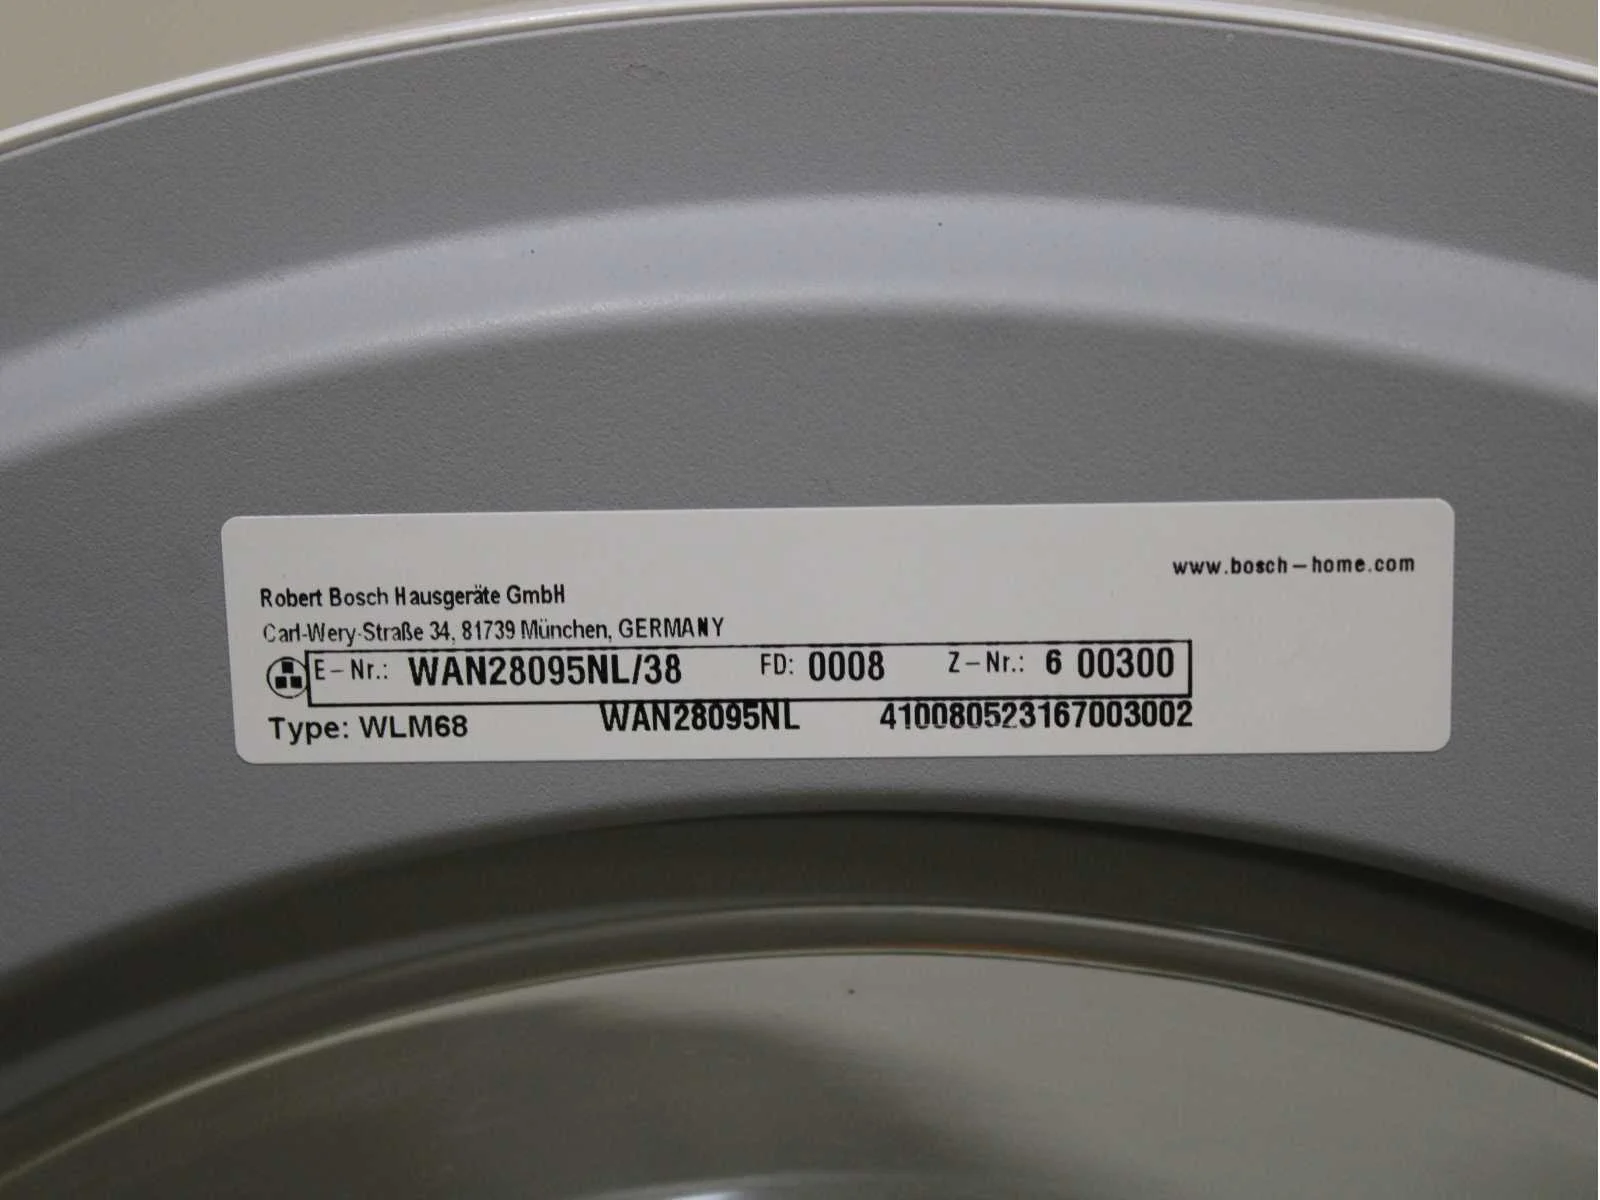 www.bosch-home.com
Robert Bosch Hausgeräte GmbH
Carl-Wery-Straße 34, 81739 München, GERMANY
E-Nr.: WAN28095NL/38 FD: 0008 Z-Nr.: 6 00300
Type: WLM68 WAN28095NL 410080523167003002